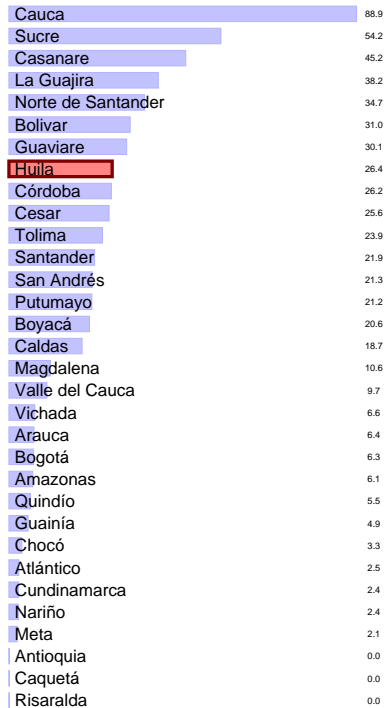 Cauca 88.9
Sucre 54.2
Casanare 45.2
La Guajira 38.2
Norte de Santander 34.7
Bolivar 31.0
Guaviare 30.1
Huila 26.4
Córdoba 26.2
Cesar 25.6
Tolima 23.9
Santander 21.9
San Andrés 21.3
Putumayo 21.2
Boyacá 20.6
Caldas 18.7
Magdalena 10.6
Valle del Cauca 9.7
Vichada 6.6
Arauca 6.4
Bogotá 6.3
Amazonas 6.1
Quindío 5.5
Guainía 4.9
Chocó 3.3
Atlántico 2.5
Cundinamarca 2.4
Nariño 2.4
Meta 2.1
Antioquia 0.0
Caquetá 0.0
Risaralda 0.0